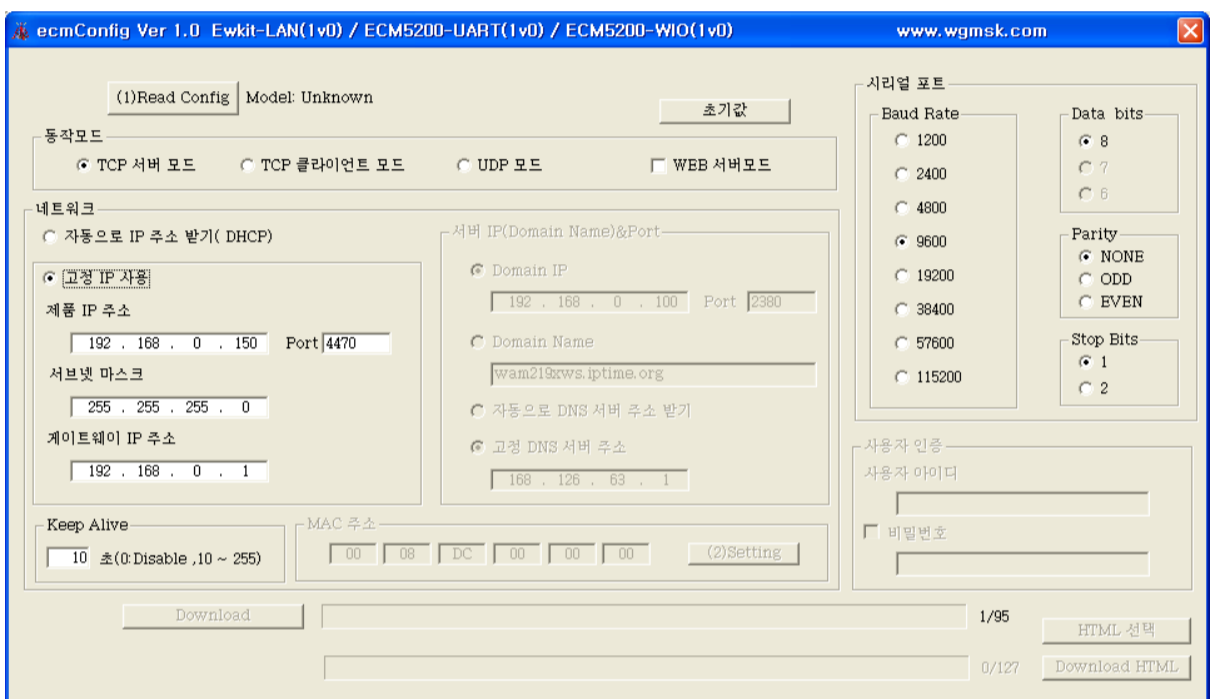 ecmConfig Ver 1.0 Ewkit-LAN(1v0) / ECM5200-UART(1v0) / ECM5200-WIO(1v0) www.wgmsk.com
(1)Read Config Model: Unknown
초기값
동작모드
TCP 서버 모드 TCP 클라이언트 모드 UDP 모드 WEB 서버모드
네트워크
자동으로 IP 주소 받기( DHCP)
고정 IP 사용
제품 IP 주소
192 . 168 . 0 . 150 Port 4470
서브넷 마스크
255 . 255 . 255 . 0
게이트웨이 IP 주소
192 . 168 . 0 . 1
서버 IP(Domain Name)&Port
Domain IP
192 . 168 . 0 . 100 Port 2380
Domain Name
wam219xws.iptime.org
자동으로 DNS 서버 주소 받기
고정 DNS 서버 주소
168 . 126 . 63 . 1
Keep Alive
10 초(0:Disable ,10 ~ 255)
MAC 주소
00 08 DC 00 00 00 (2)Setting
시리얼 포트
Baud Rate
1200
2400
4800
9600
19200
38400
57600
115200
Data bits
8
7
6
Parity
NONE
ODD
EVEN
Stop Bits
1
2
사용자 인증
사용자 아이디
비밀번호
Download 1/95
HTML 선택
0/127 Download HTML